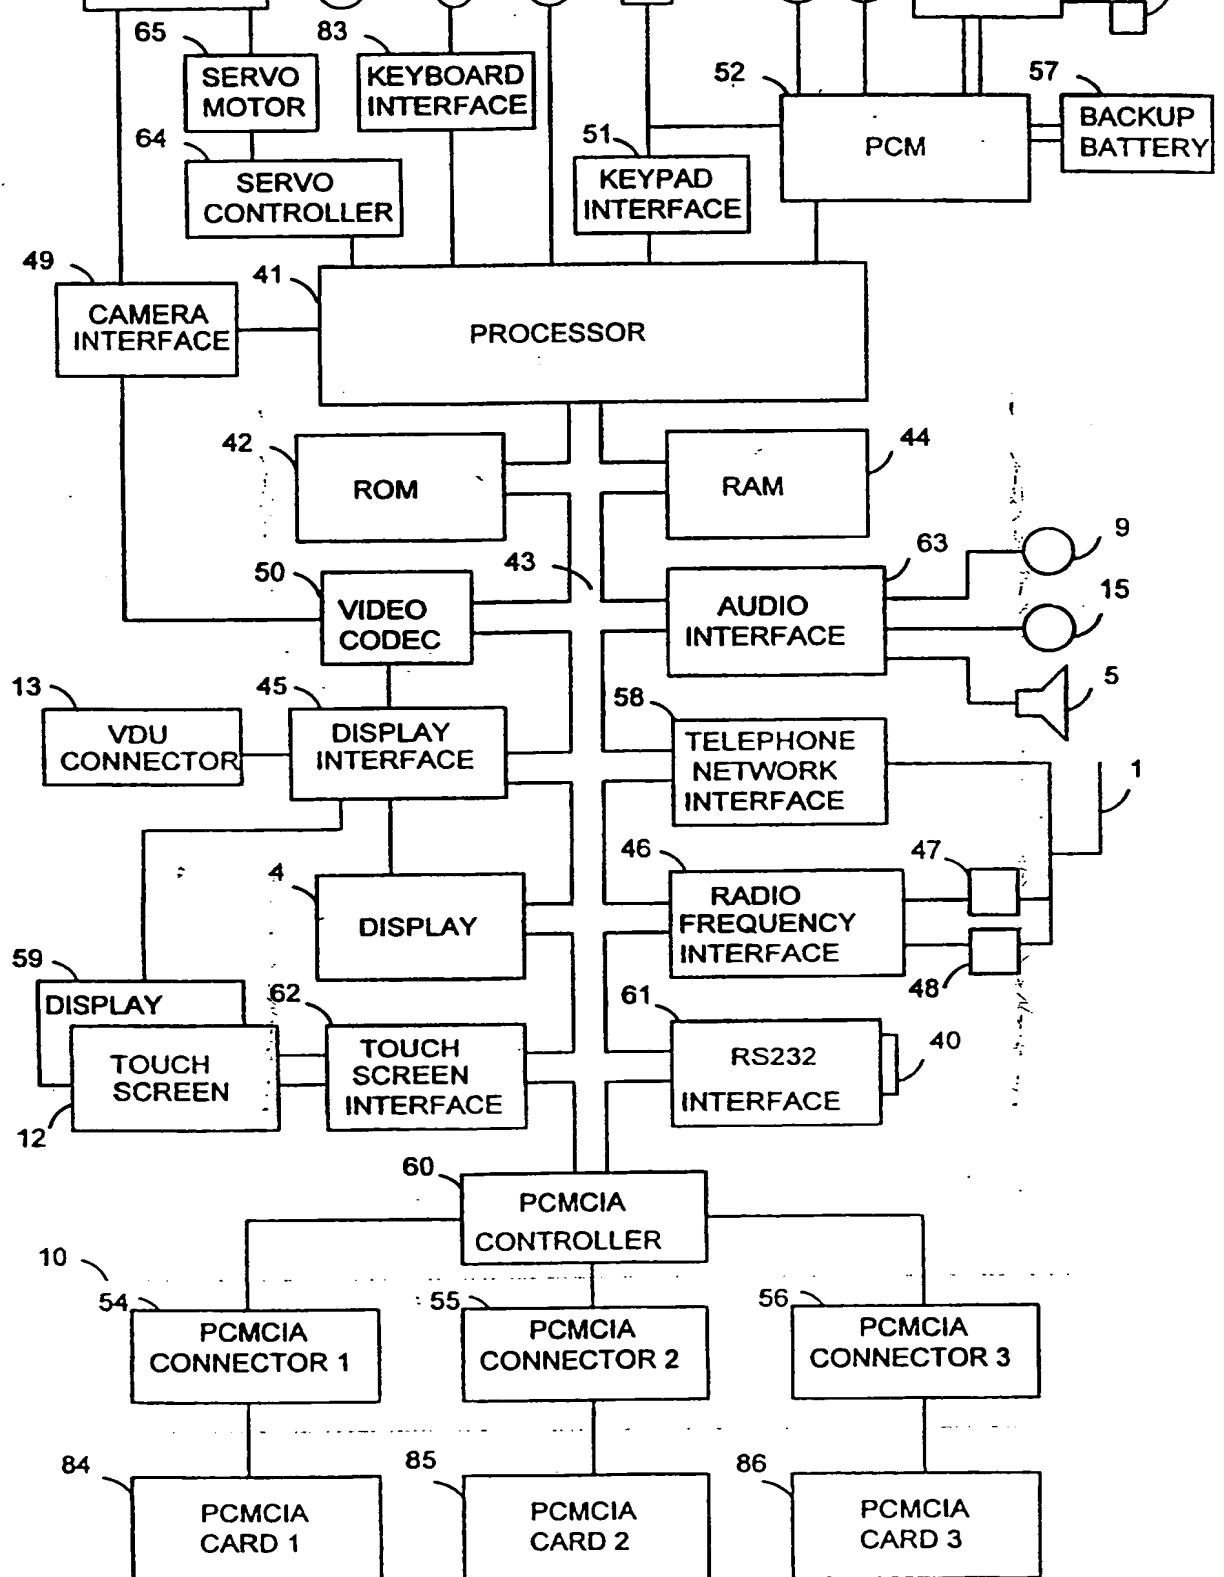 65
83
SERVO
MOTOR
KEYBOARD
INTERFACE
52
57
PCM
BACKUP
BATTERY
64
51
SERVO
CONTROLLER
KEYPAD
INTERFACE
49
41
CAMERA
INTERFACE
PROCESSOR
42
44
ROM
RAM
9
50
43
63
VIDEO
CODEC
AUDIO
INTERFACE
15
13
45
58
5
VDU
CONNECTOR
DISPLAY
INTERFACE
TELEPHONE
NETWORK
INTERFACE
1
4
46
47
DISPLAY
RADIO
FREQUENCY
INTERFACE
59
62
61
48
DISPLAY
TOUCH
SCREEN
TOUCH
SCREEN
INTERFACE
RS232
INTERFACE
40
12
60
PCMCIA
CONTROLLER
10
54
55
56
PCMCIA
CONNECTOR 1
PCMCIA
CONNECTOR 2
PCMCIA
CONNECTOR 3
84
85
86
PCMCIA
CARD 1
PCMCIA
CARD 2
PCMCIA
CARD 3